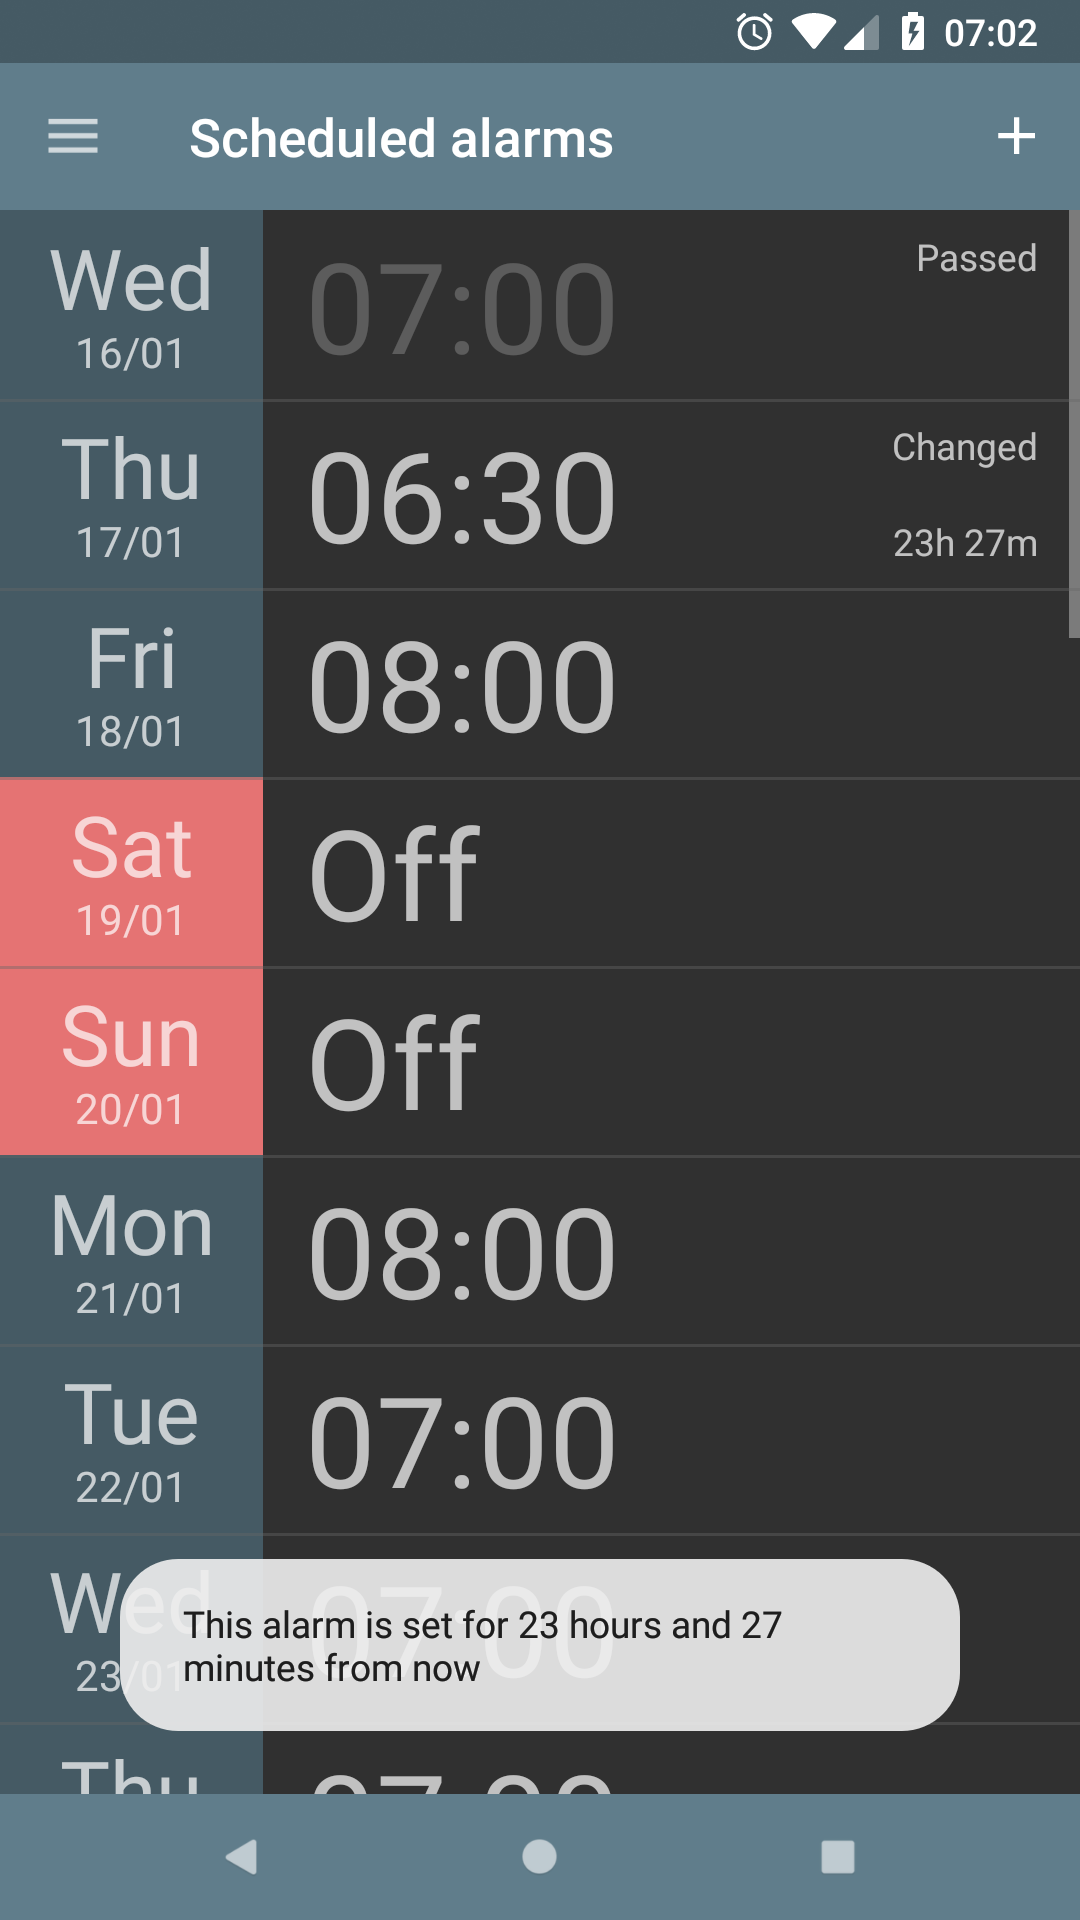 07:02
Scheduled alarms
Wed
16/01
07:00
Passed
Thu
17/01
06:30
Changed
23h 27m
Fri
18/01
08:00
Sat
19/01
Off
Sun
20/01
Off
Mon
21/01
08:00
Tue
22/01
07:00
Wed
23/01
07:00
This alarm is set for 23 hours and 27
minutes from now
Thu